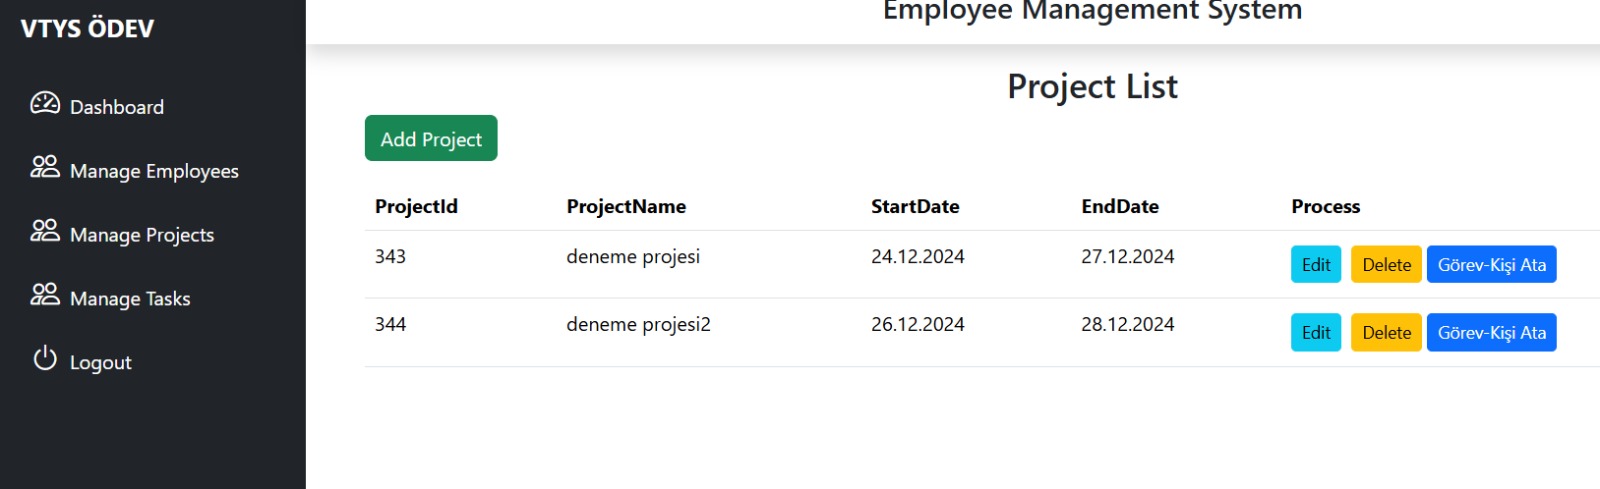 VTYS ÖDEV
Dashboard
Manage Employees
Manage Projects
Manage Tasks
Logout
Employee Management System
Project List
Add Project
ProjectId ProjectName StartDate EndDate Process
343 deneme projesi 24.12.2024 27.12.2024 Edit Delete Görev-Kişi Ata
344 deneme projesi2 26.12.2024 28.12.2024 Edit Delete Görev-Kişi Ata